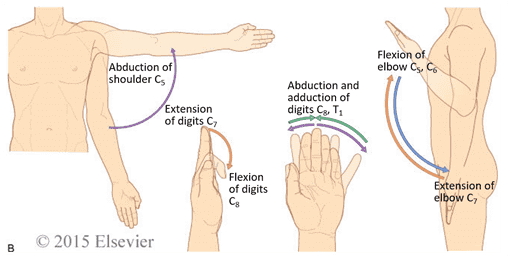 Abduction of
shoulder C5
Extension
of digits C7
Flexion
of digits
C8
Abduction and
adduction of
digits C8, T1
Flexion of
elbow C5, C6
Extension of
elbow C7
B
© 2015 Elsevier